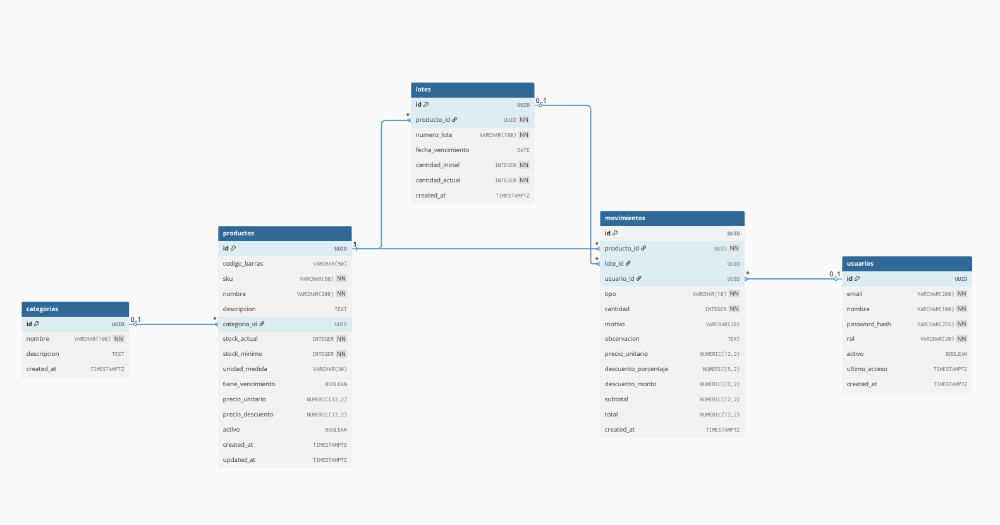 lotes
id UUID
producto_id UUID NN
numero_lote VARCHAR(100) NN
fecha_vencimiento DATE
cantidad_inicial INTEGER NN
cantidad_actual INTEGER NN
created_at TIMESTAMPTZ
0..1
*
movimientos
id UUID
producto_id UUID NN
lote_id UUID
usuario_id UUID
tipo VARCHAR(10) NN
cantidad INTEGER NN
motivo VARCHAR(20)
observacion TEXT
precio_unitario NUMERIC(12,2)
descuento_porcentaje NUMERIC(5,2)
descuento_monto NUMERIC(12,2)
subtotal NUMERIC(12,2)
total NUMERIC(12,2)
created_at TIMESTAMPTZ
*
*
*
productos
id UUID
codigo_barras VARCHAR(50)
sku VARCHAR(50) NN
nombre VARCHAR(200) NN
descripcion TEXT
categoria_id UUID
stock_actual INTEGER NN
stock_minimo INTEGER NN
unidad_medida VARCHAR(30)
tiene_vencimiento BOOLEAN
precio_unitario NUMERIC(12,2)
precio_descuento NUMERIC(12,2)
activo BOOLEAN
created_at TIMESTAMPTZ
updated_at TIMESTAMPTZ
1
*
usuarios
id UUID
email VARCHAR(200) NN
nombre VARCHAR(100) NN
password_hash VARCHAR(255) NN
rol VARCHAR(20) NN
activo BOOLEAN
ultimo_acceso TIMESTAMPTZ
created_at TIMESTAMPTZ
0..1
categorias
id UUID
nombre VARCHAR(100) NN
descripcion TEXT
created_at TIMESTAMPTZ
0..1